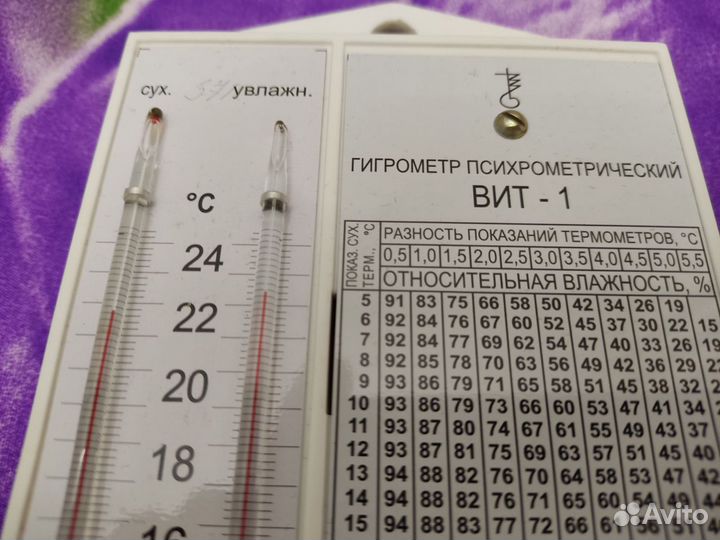 сух. увлажн.
°C
24
22
20
18
16
ГИГРОМЕТР ПСИХРОМЕТРИЧЕСКИЙ
ВИТ - 1
ПОКАЗ. СУХ. ТЕРМ., °C
РАЗНОСТЬ ПОКАЗАНИЙ ТЕРМОМЕТРОВ, °C
0,5 1,0 1,5 2,0 2,5 3,0 3,5 4,0 4,5 5,0 5,5
ОТНОСИТЕЛЬНАЯ ВЛАЖНОСТЬ, %
5 91 83 75 66 58 50 42 34 26 19
6 92 84 76 67 60 52 45 37 30 22 15
7 92 84 77 69 62 54 47 40 33 26 19
8 92 85 78 70 63 56 49 42 36 29 22
9 93 86 79 71 65 58 51 45 38 32
10 93 86 79 73 66 60 53 47 41 34
11 93 87 80 74 67 61 55 49 43 37
12 93 87 81 75 69 63 57 51 45 40
13 94 88 82 76 70 64 58 53 47 42
14 94 88 82 76 71 65 60 54 49 44
15 94 88 83 77 72 66 61
Avito